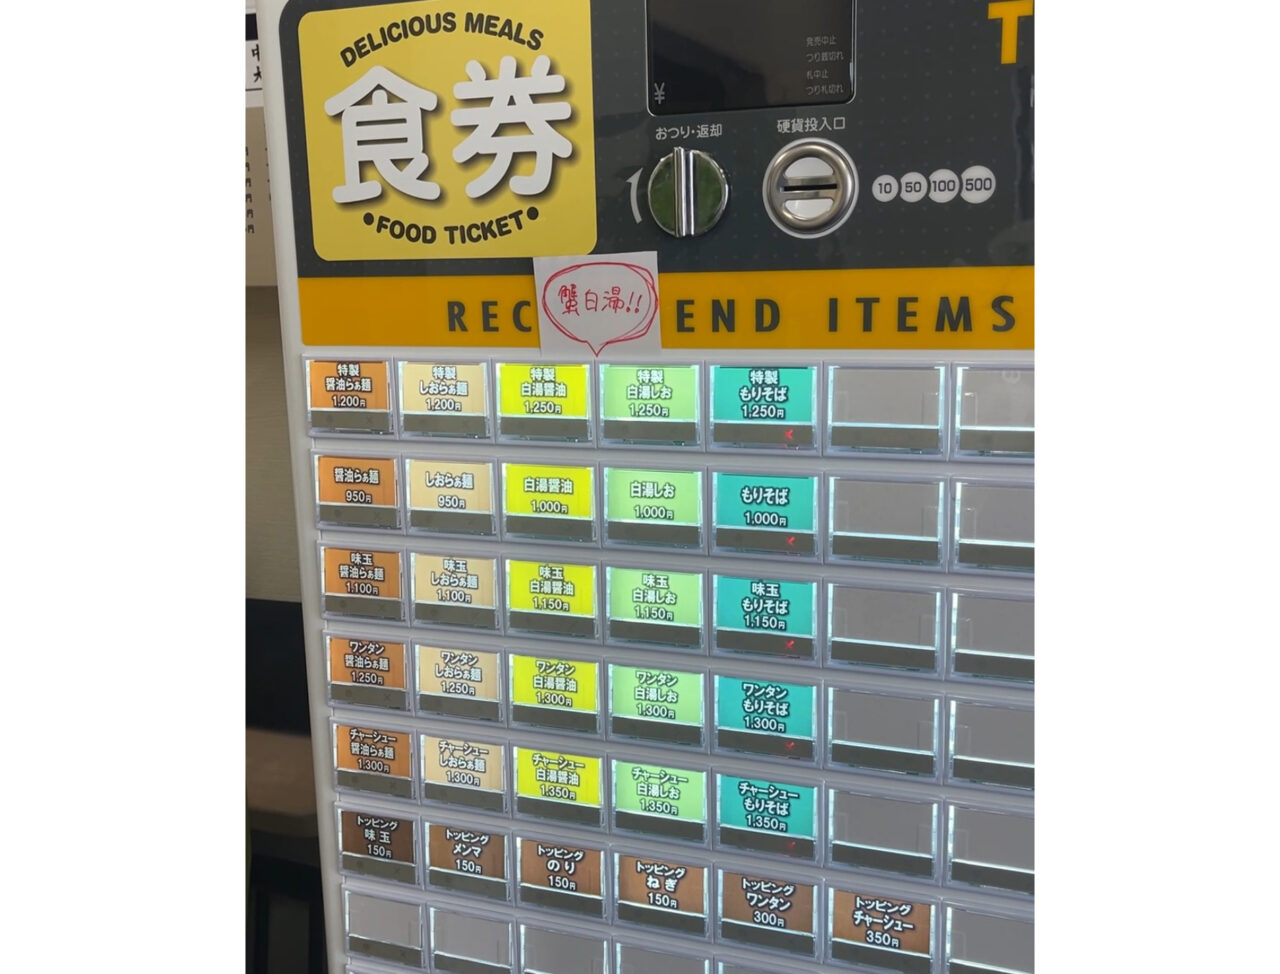 DELICIOUS MEALS
食券
•FOOD TICKET•
発売中止
つり銭切れ
札中止
つり札切れ
¥
おつり・返却
硬貨投入口
10 50 100 500
T
蟹白湯!!
REC END ITEMS
特製
醤油らぁ麺
1,200円
特製
しおらぁ麺
1,200円
特製
白湯醤油
1,250円
特製
白湯しお
1,250円
特製
もりそば
1,250円
醤油らぁ麺
950円
しおらぁ麺
950円
白湯醤油
1,000円
白湯しお
1,000円
もりそば
1,000円
味玉
醤油らぁ麺
1,100円
味玉
しおらぁ麺
1,100円
味玉
白湯醤油
1,150円
味玉
白湯しお
1,150円
味玉
もりそば
1,150円
ワンタン
醤油らぁ麺
1,250円
ワンタン
しおらぁ麺
1,250円
ワンタン
白湯醤油
1,300円
ワンタン
白湯しお
1,300円
ワンタン
もりそば
1,300円
チャーシュー
醤油らぁ麺
1,300円
チャーシュー
しおらぁ麺
1,300円
チャーシュー
白湯醤油
1,350円
チャーシュー
白湯しお
1,350円
チャーシュー
もりそば
1,350円
トッピング
味玉
150円
トッピング
メンマ
150円
トッピング
のり
150円
トッピング
ねぎ
150円
トッピング
ワンタン
300円
トッピング
チャーシュー
350円